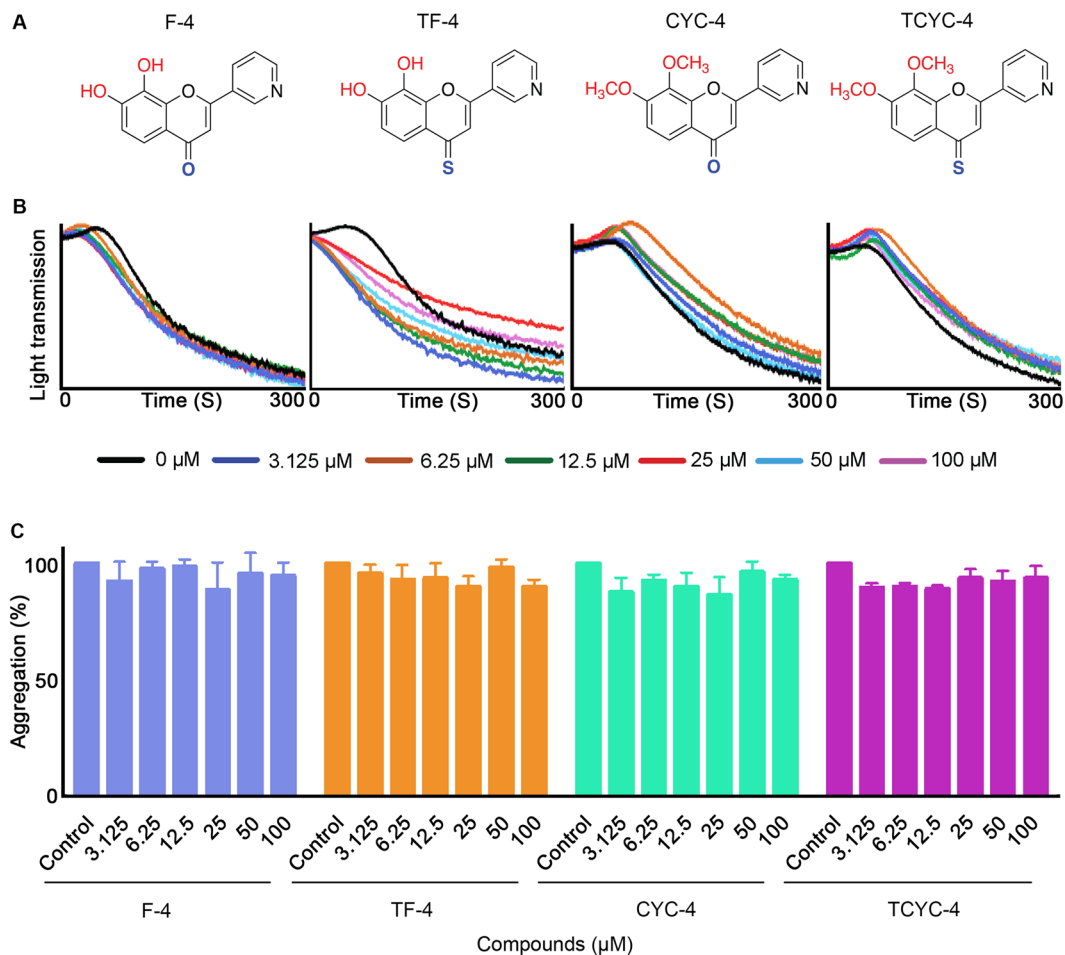 A F-4 TF-4 CYC-4 TCYC-4
OH OH OCH₃ OCH₃
HO HO H₃CO H₃CO
O N O N O N O N
O S O S
B
Light transmission
0 Time (S) 300 0 Time (S) 300 0 Time (S) 300 0 Time (S) 300
0 µM 3.125 µM 6.25 µM 12.5 µM 25 µM 50 µM 100 µM
C
Aggregation (%)
100
50
0
Control 3.125 6.25 12.5 25 50 100 Control 3.125 6.25 12.5 25 50 100 Control 3.125 6.25 12.5 25 50 100 Control 3.125 6.25 12.5 25 50 100
F-4 TF-4 CYC-4 TCYC-4
Compounds (µM)